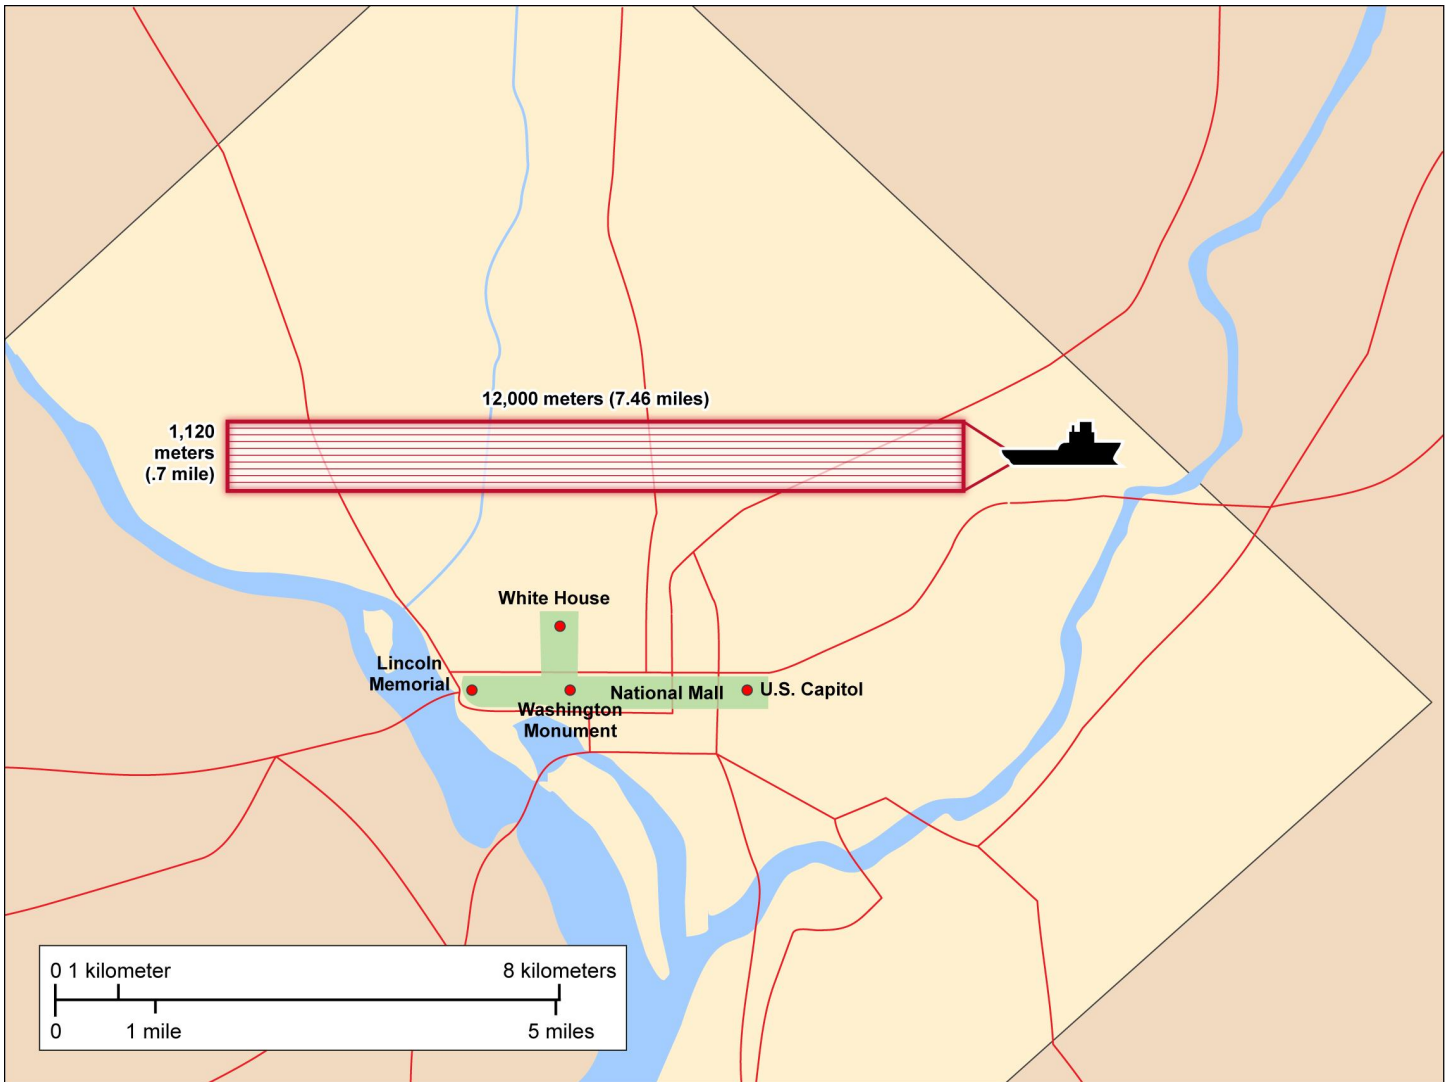 12,000 meters (7.46 miles)
1,120
meters
(.7 mile)
White House
Lincoln
Memorial
National Mall
U.S. Capitol
Washington
Monument
0 1 kilometer
8 kilometers
0
1 mile
5 miles